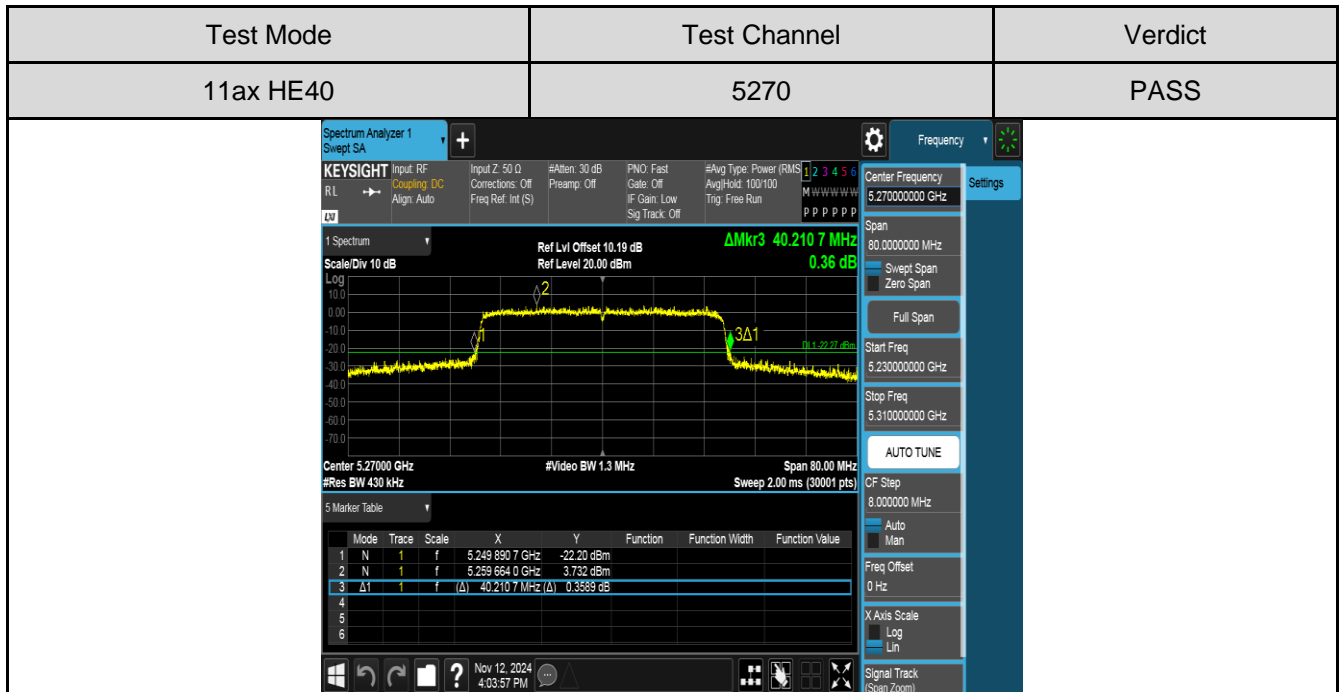 Test Mode Test Channel Verdict
11ax HE40 5270 PASS
Spectrum Analyzer 1
Swept SA
+
Frequency
KEYSIGHT Input: RF Input Z: 50 Ω #Atten: 30 dB PNO: Fast #Avg Type: Power (RMS 1 2 3 4 5 6
RL Coupling: DC Corrections: Off Preamp: Off Gate: Off Avg|Hold: 100/100 M W W W W W
Align: Auto Freq Ref: Int (S) IF Gain: Low Trig: Free Run
LXI Sig Track: Off P P P P P P
1 Spectrum
Ref Lvl Offset 10.19 dB ΔMkr3 40.210 7 MHz
Scale/Div 10 dB Ref Level 20.00 dBm 0.36 dB
Log
10.0
0.00
-10.0
-20.0
-30.0
-40.0
-50.0
-60.0
-70.0
2
1
3Δ1
DL1 -22.27 dBm
Center 5.27000 GHz #Video BW 1.3 MHz Span 80.00 MHz
#Res BW 430 kHz Sweep 2.00 ms (30001 pts)
5 Marker Table
Mode Trace Scale X Y Function Function Width Function Value
1 N 1 f 5.249 890 7 GHz -22.20 dBm
2 N 1 f 5.259 664 0 GHz 3.732 dBm
3 Δ1 1 f (Δ) 40.210 7 MHz (Δ) 0.3589 dB
4
5
6
?
Nov 12, 2024
4:03:57 PM
Center Frequency
5.270000000 GHz
Settings
Span
80.0000000 MHz
Swept Span
Zero Span
Full Span
Start Freq
5.230000000 GHz
Stop Freq
5.310000000 GHz
AUTO TUNE
CF Step
8.000000 MHz
Auto
Man
Freq Offset
0 Hz
X Axis Scale
Log
Lin
Signal Track
(Span Zoom)